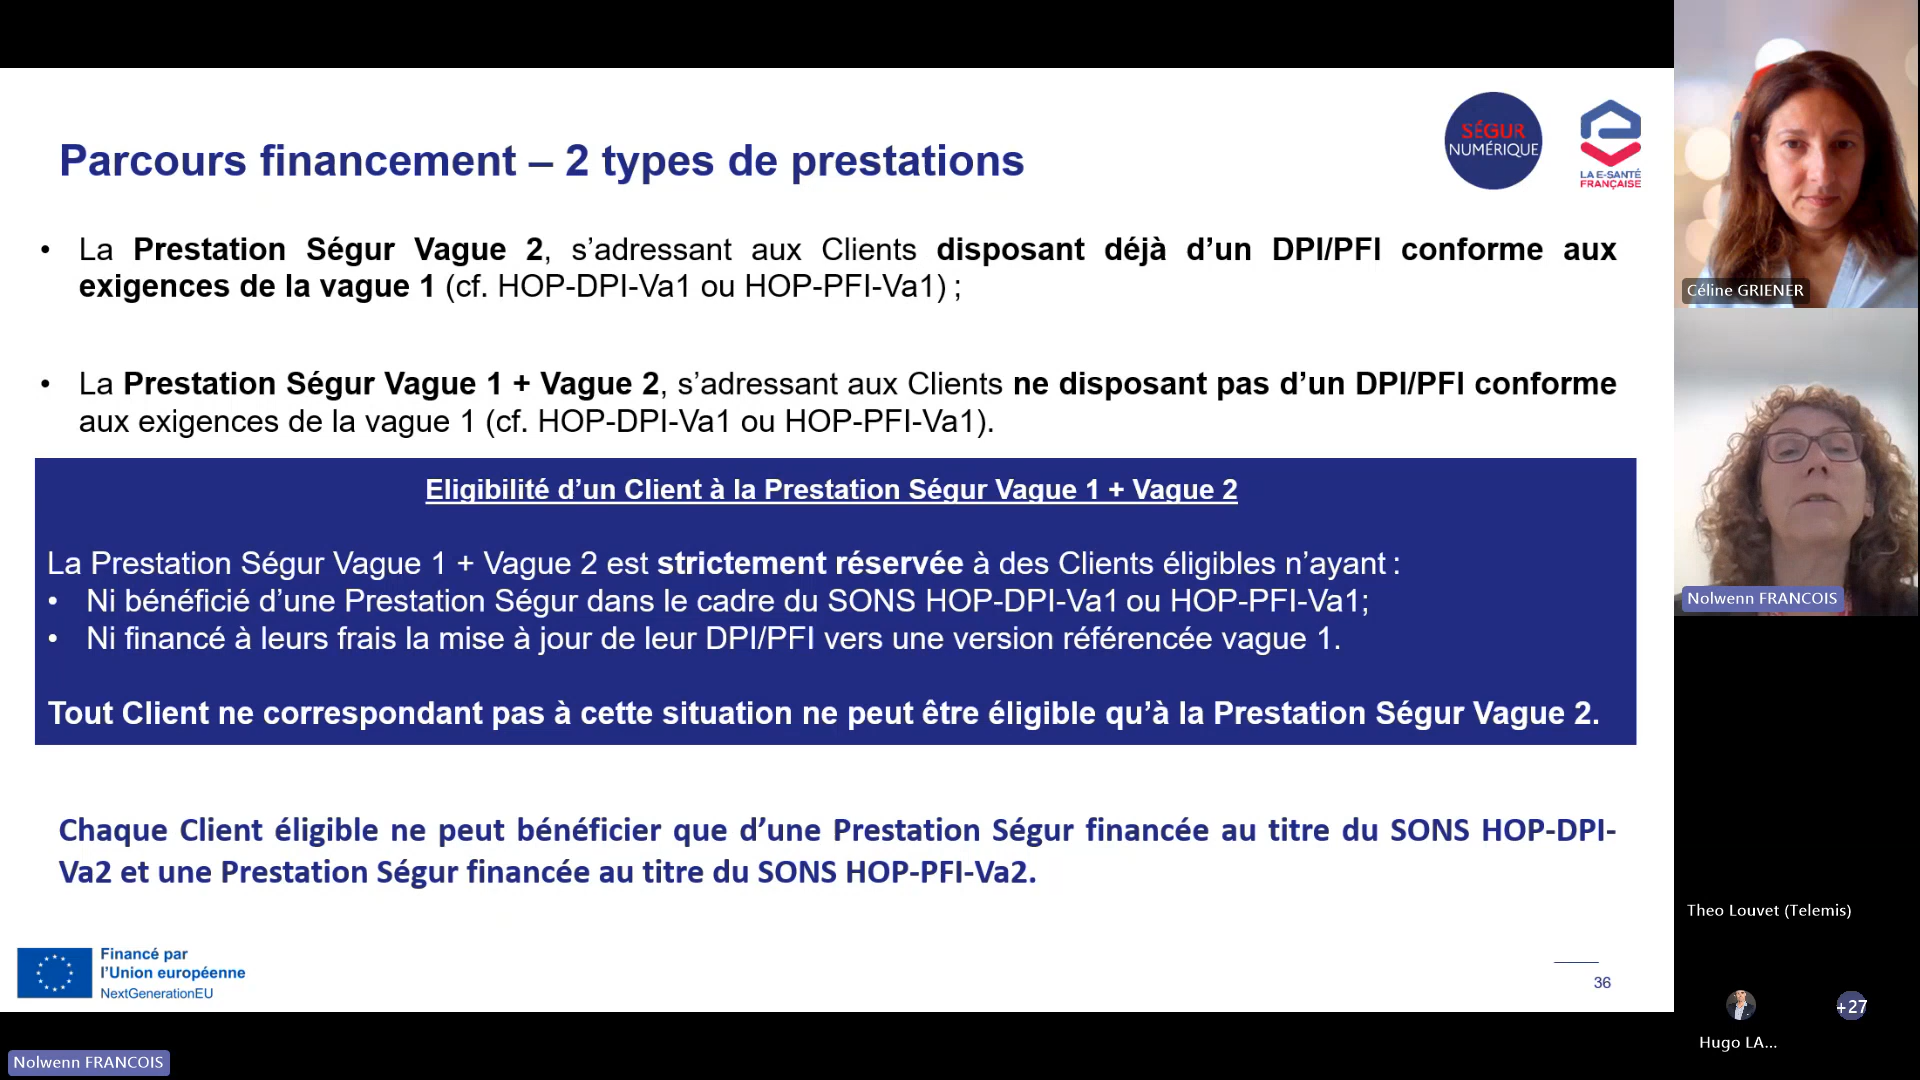 Parcours financement – 2 types de prestations
SÉGUR
NUMÉRIQUE
LA E-SANTÉ
FRANÇAISE
• La Prestation Ségur Vague 2, s’adressant aux Clients disposant déjà d’un DPI/PFI conforme aux
exigences de la vague 1 (cf. HOP-DPI-Va1 ou HOP-PFI-Va1) ;
• La Prestation Ségur Vague 1 + Vague 2, s’adressant aux Clients ne disposant pas d’un DPI/PFI conforme
aux exigences de la vague 1 (cf. HOP-DPI-Va1 ou HOP-PFI-Va1).
Eligibilité d’un Client à la Prestation Ségur Vague 1 + Vague 2
La Prestation Ségur Vague 1 + Vague 2 est strictement réservée à des Clients éligibles n’ayant :
• Ni bénéficié d’une Prestation Ségur dans le cadre du SONS HOP-DPI-Va1 ou HOP-PFI-Va1;
• Ni financé à leurs frais la mise à jour de leur DPI/PFI vers une version référencée vague 1.
Tout Client ne correspondant pas à cette situation ne peut être éligible qu’à la Prestation Ségur Vague 2.
Chaque Client éligible ne peut bénéficier que d’une Prestation Ségur financée au titre du SONS HOP-DPI-
Va2 et une Prestation Ségur financée au titre du SONS HOP-PFI-Va2.
Financé par
l’Union européenne
NextGenerationEU
36
Céline GRIENER
Nolwenn FRANCOIS
Theo Louvet (Telemis)
+27
Hugo LA...
Nolwenn FRANCOIS